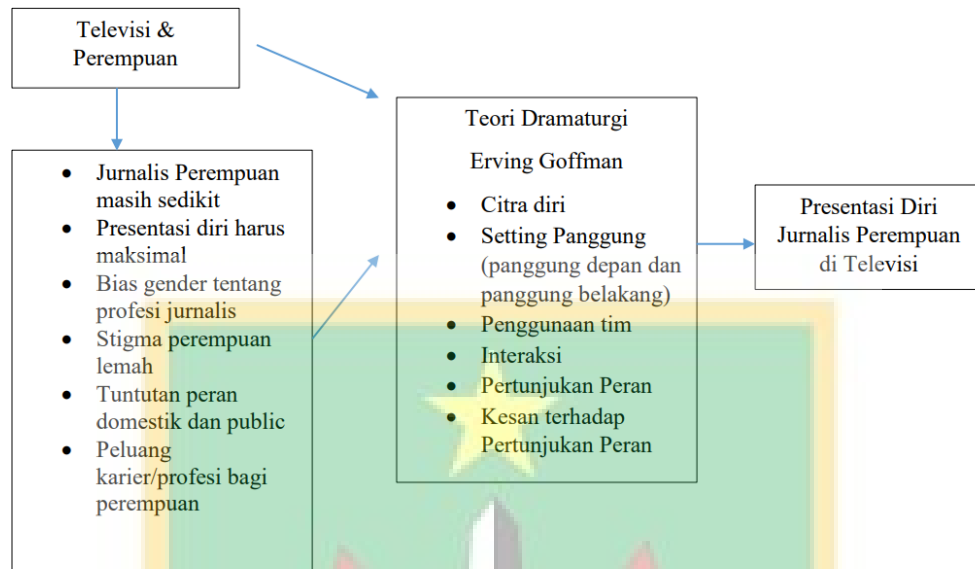 Televisi &
Perempuan
• Jurnalis Perempuan
masih sedikit
• Presentasi diri harus
maksimal
• Bias gender tentang
profesi jurnalis
• Stigma perempuan
lemah
• Tuntutan peran
domestik dan public
• Peluang
karier/profesi bagi
perempuan
Teori Dramaturgi
Erving Goffman
• Citra diri
• Setting Panggung
(panggung depan dan
panggung belakang)
• Penggunaan tim
• Interaksi
• Pertunjukan Peran
• Kesan terhadap
Pertunjukan Peran
Presentasi Diri
Jurnalis Perempuan
di Televisi